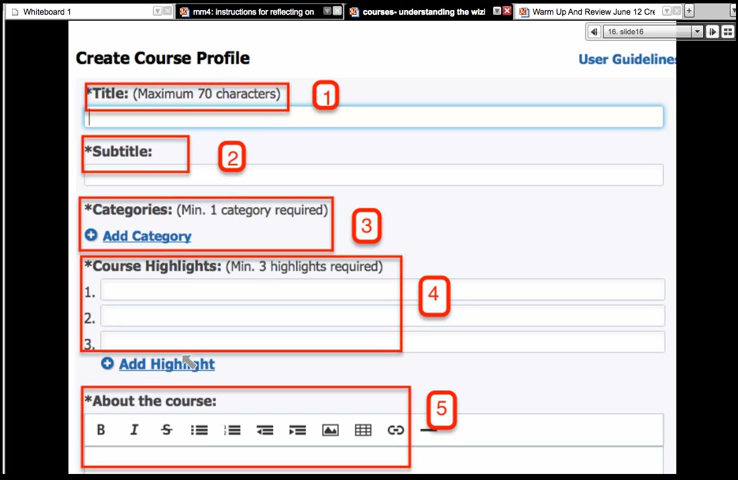 Whiteboard 1
mm4: instructions for reflecting on
courses- understanding the wiz
Warm Up And Review June 12 Cre
16. slide16
Create Course Profile
User Guidelines
*Title: (Maximum 70 characters)
1
*Subtitle:
2
*Categories: (Min. 1 category required)
3
Add Category
*Course Highlights: (Min. 3 highlights required)
4
1.
2.
3.
Add Highlight
*About the course:
5
B I S